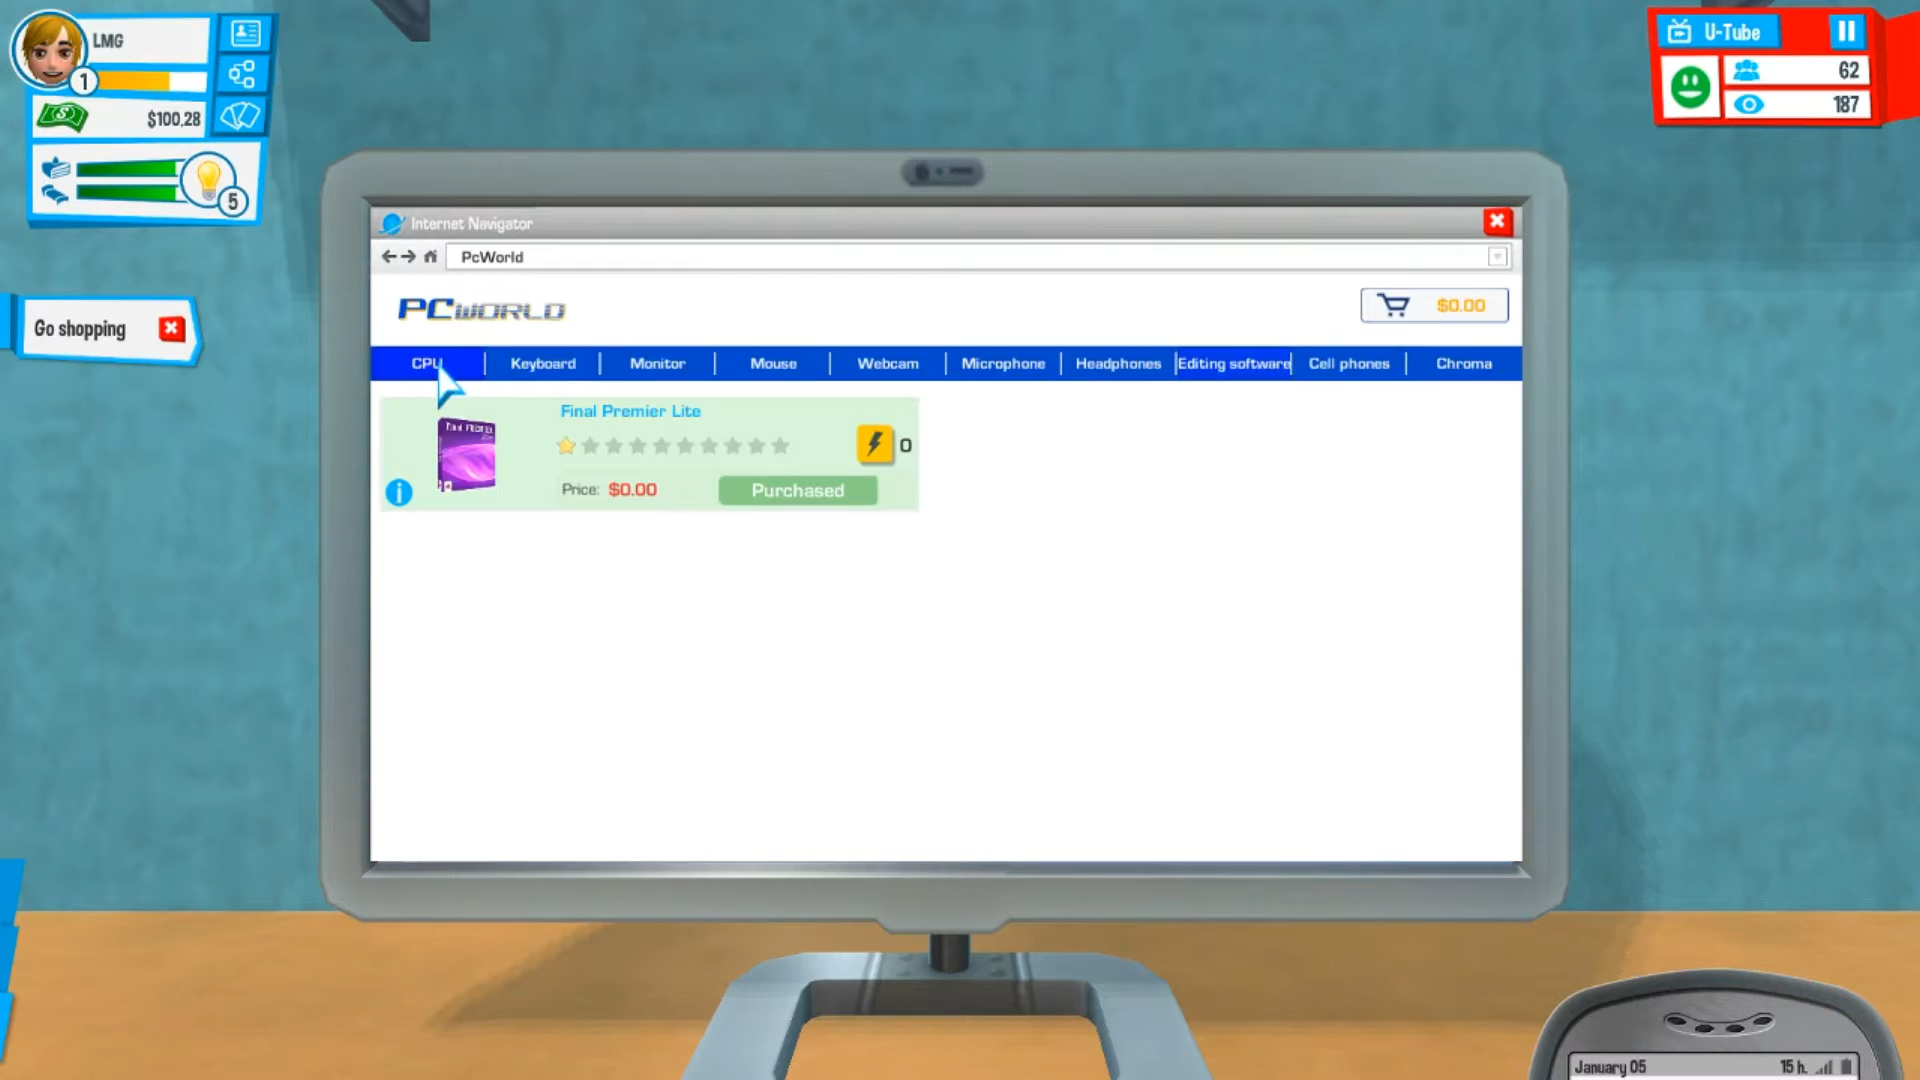 LMG
1
$100,28
5
U-Tube
62
187
Go shopping
Internet Navigator
PcWorld
PCWORLD
$0.00
CPU
Keyboard
Monitor
Mouse
Webcam
Microphone
Headphones
Editing software
Cell phones
Chroma
Final Premier Lite
0
Price: $0.00
Purchased
January 05
15 h.